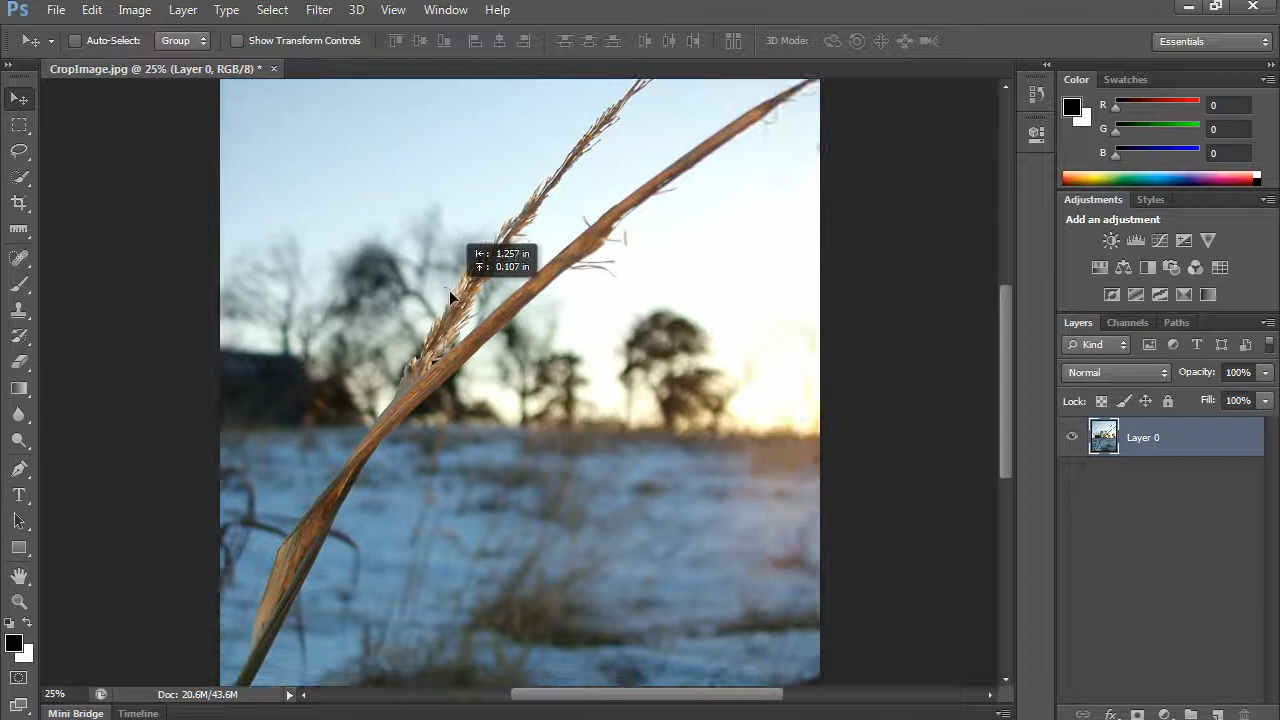 Ps File Edit Image Layer Type Select Filter 3D View Window Help
Auto-Select: Group Show Transform Controls 3D Mode: Essentials
CropImage.jpg @ 25% (Layer 0, RGB/8) * ×
Color Swatches
R 0
G 0
B 0
Adjustments Styles
Add an adjustment
1.257 in
0.107 in
Layers Channels Paths
Kind
Normal Opacity: 100%
Lock: Fill: 100%
Layer 0
25% Doc: 20.6M/43.6M
Mini Bridge Timeline
fx